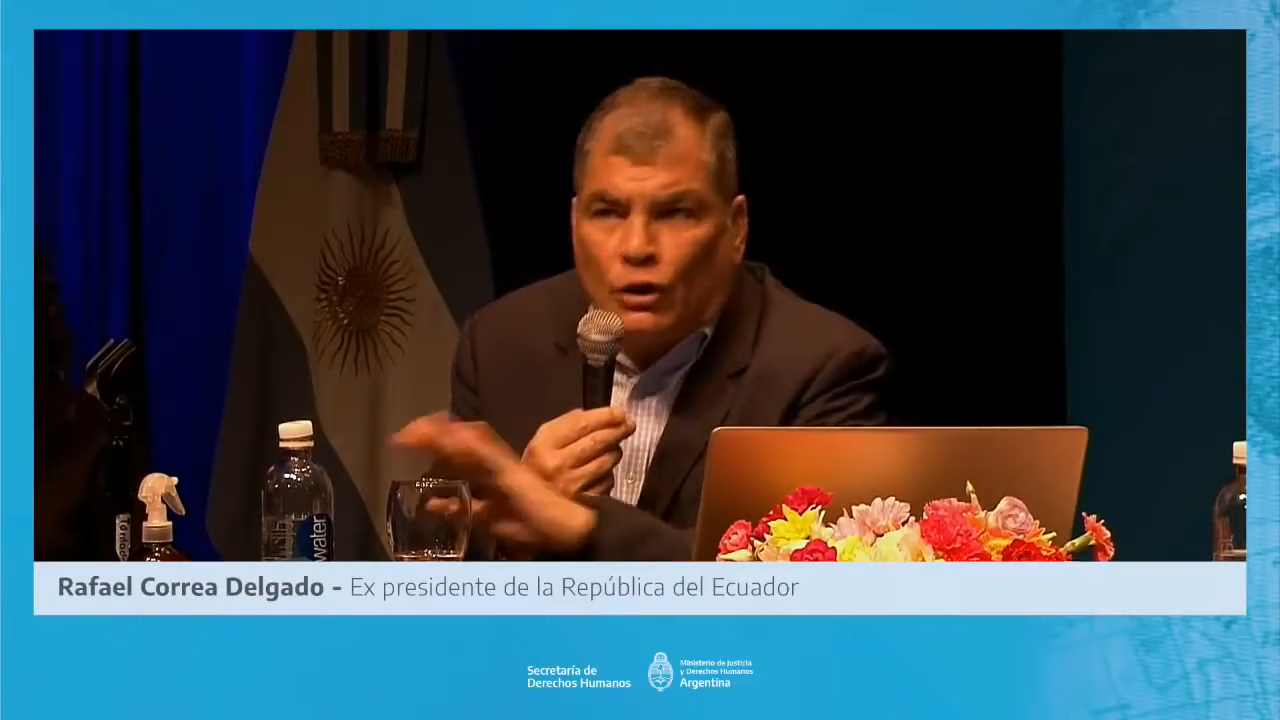 water
Rafael Correa Delgado - Ex presidente de la República del Ecuador
Secretaría de
Derechos Humanos
Ministerio de Justicia
y Derechos Humanos
Argentina